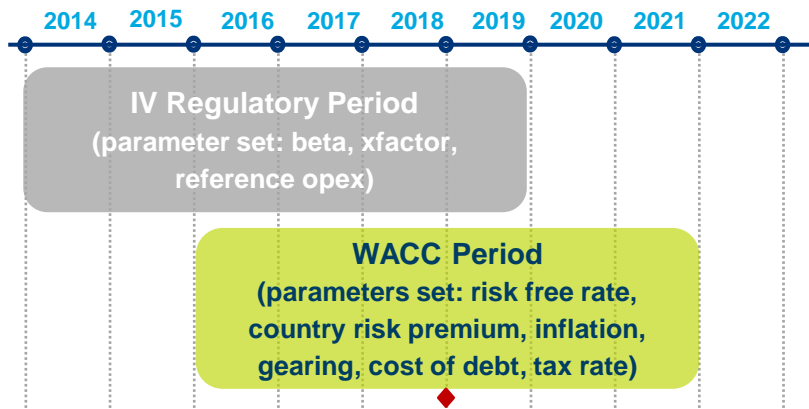 2014 2015 2016 2017 2018 2019 2020 2021 2022
IV Regulatory Period
(parameter set: beta, xfactor,
reference opex)
WACC Period
(parameters set: risk free rate,
country risk premium, inflation,
gearing, cost of debt, tax rate)